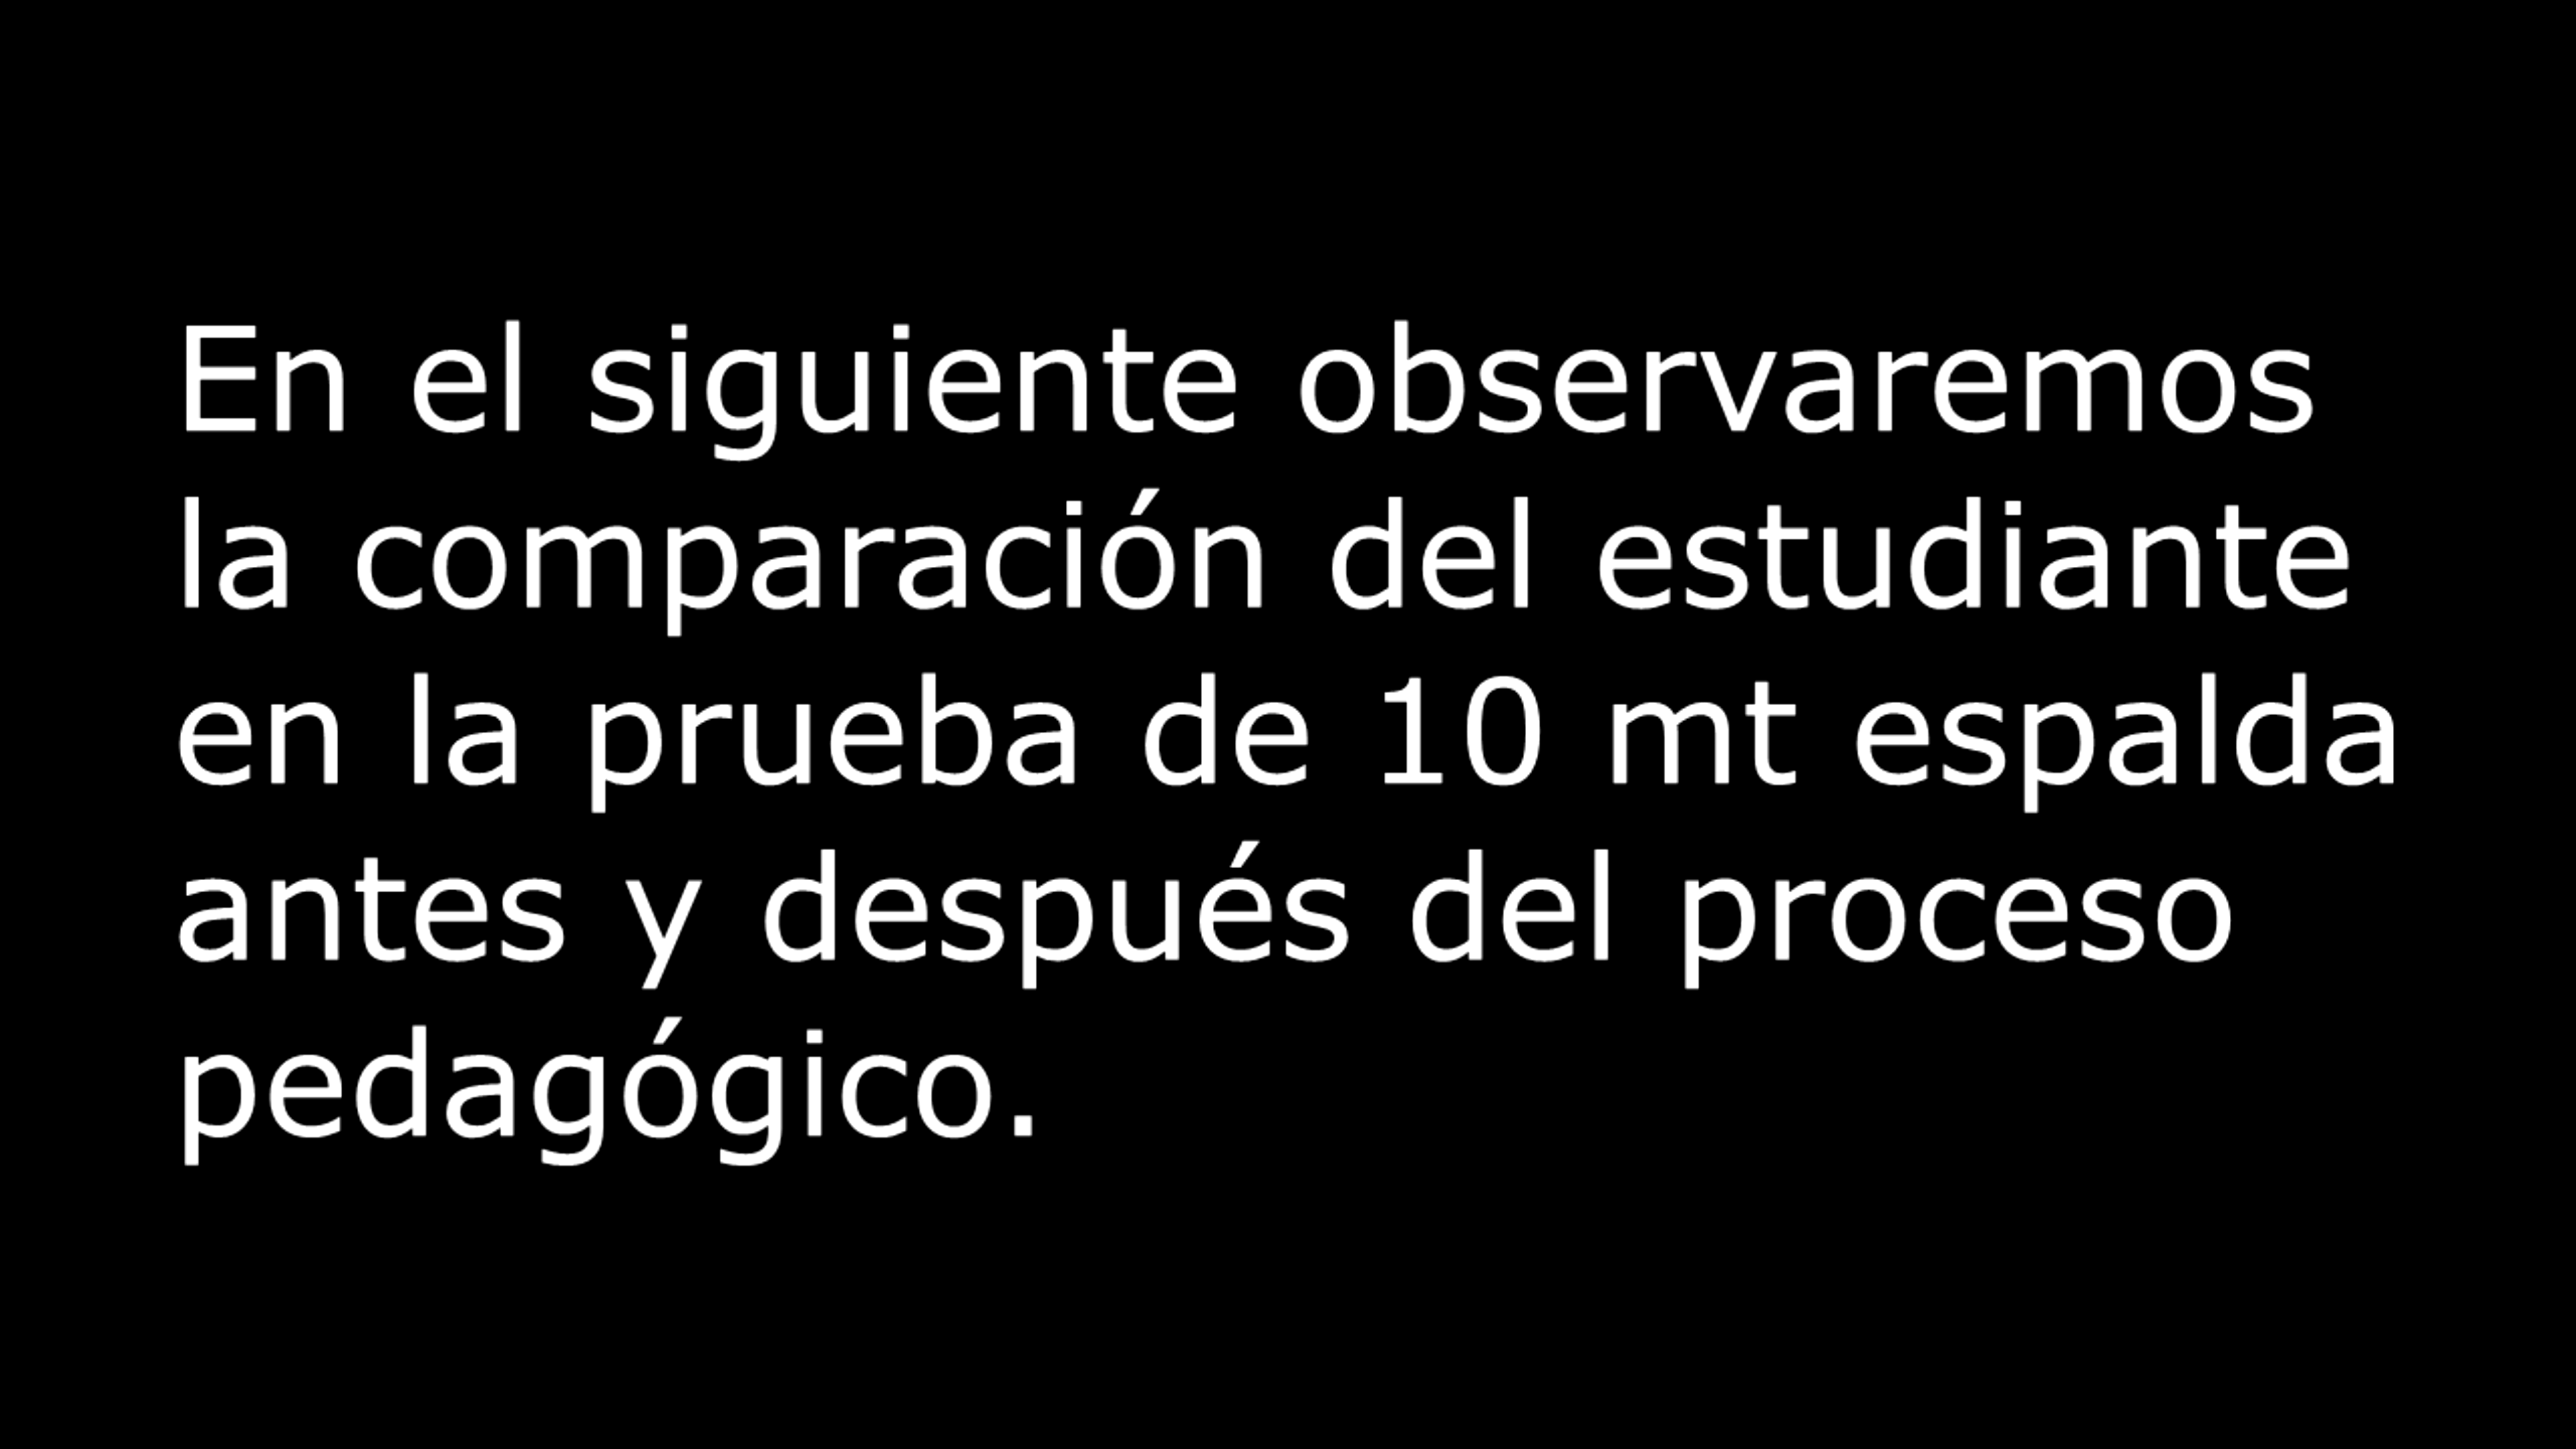 En el siguiente observaremos
la comparación del estudiante
en la prueba de 10 mt espalda
antes y después del proceso
pedagógico.